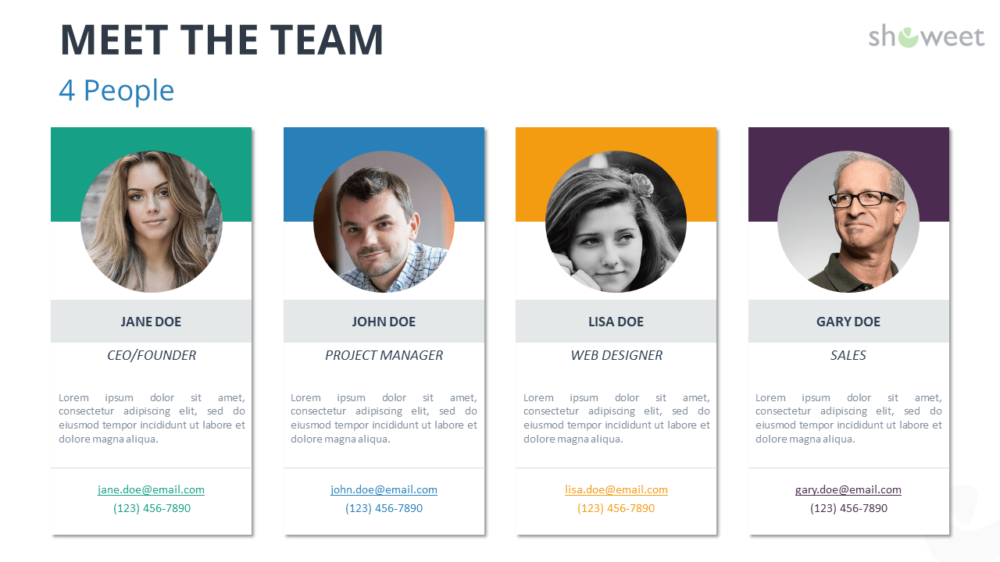 MEET THE TEAM
showeet
4 People
JANE DOE
CEO/FOUNDER
Lorem ipsum dolor sit amet,
consectetur adipiscing elit, sed do
eiusmod tempor incididunt ut labore et
dolore magna aliqua.
jane.doe@email.com
(123) 456-7890
JOHN DOE
PROJECT MANAGER
Lorem ipsum dolor sit amet,
consectetur adipiscing elit, sed do
eiusmod tempor incididunt ut labore et
dolore magna aliqua.
john.doe@email.com
(123) 456-7890
LISA DOE
WEB DESIGNER
Lorem ipsum dolor sit amet,
consectetur adipiscing elit, sed do
eiusmod tempor incididunt ut labore et
dolore magna aliqua.
lisa.doe@email.com
(123) 456-7890
GARY DOE
SALES
Lorem ipsum dolor sit amet,
consectetur adipiscing elit, sed do
eiusmod tempor incididunt ut labore et
dolore magna aliqua.
gary.doe@email.com
(123) 456-7890